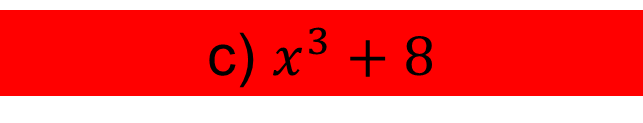 c) x³ + 8